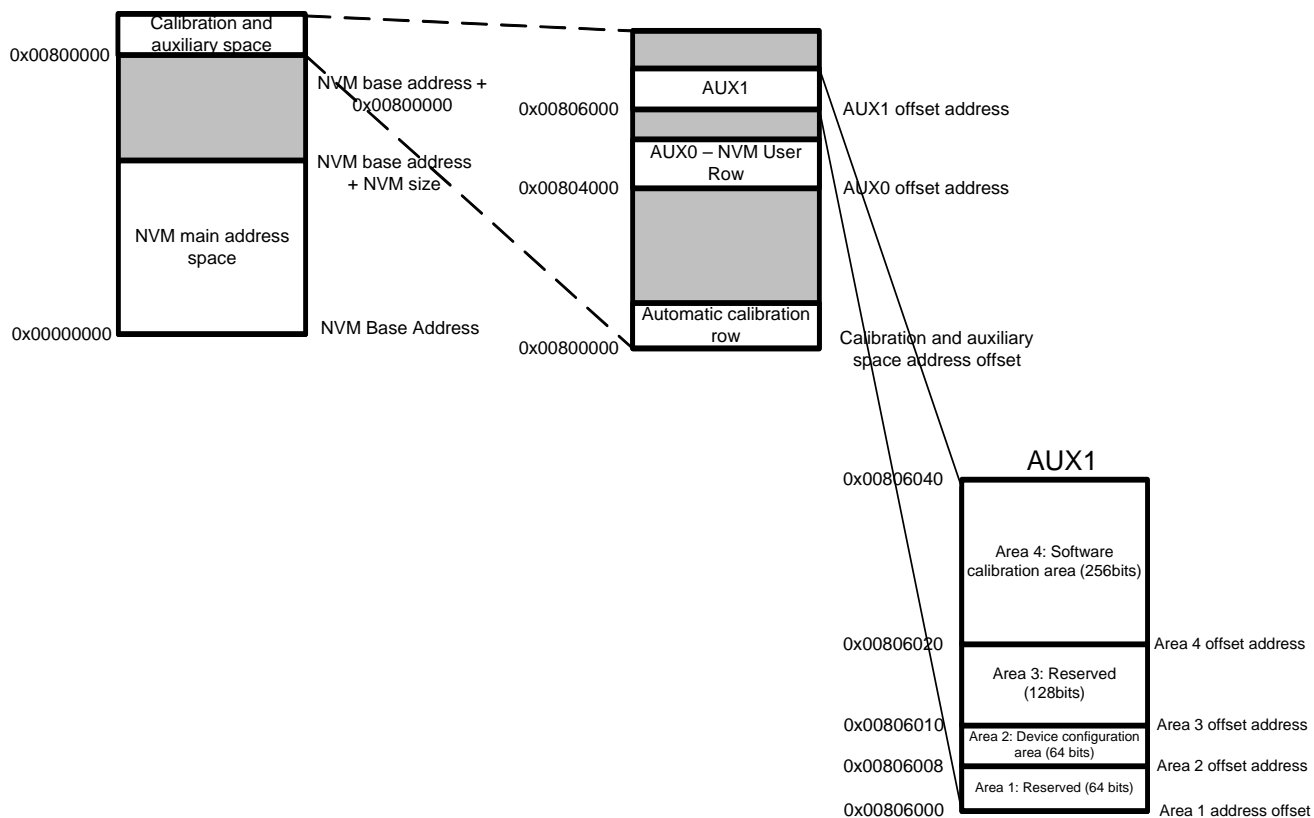 Calibration and
auxiliary space
0x00800000
NVM base address +
0x00800000
NVM base address
+ NVM size
NVM main address
space
0x00000000
NVM Base Address
AUX1
0x00806000
AUX1 offset address
AUX0 – NVM User
Row
0x00804000
AUX0 offset address
Automatic calibration
row
0x00800000
Calibration and auxiliary
space address offset
AUX1
0x00806040
Area 4: Software
calibration area (256bits)
0x00806020
Area 4 offset address
Area 3: Reserved
(128bits)
0x00806010
Area 3 offset address
Area 2: Device configuration
area (64 bits)
0x00806008
Area 2 offset address
Area 1: Reserved (64 bits)
0x00806000
Area 1 address offset